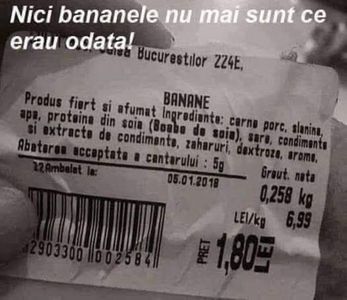 Nici bananele nu mai sunt ce
erau odata!
Calea Bucurestilor 224E,
BANANE
Produs fiert si afumat Ingrediente: carne porc, slanina,
apa, proteina din soia (Boabe de soia), sare, condimente
si extracte de condimente, zaharuri, dextroza, aroma.
Abaterea acceptata a cantarului : 5g
Ambalat la:
05.01.2018
Greut. neta
0,258 kg
LEI/kg 6,99
PRET 1,80 LEI
2903300 002584